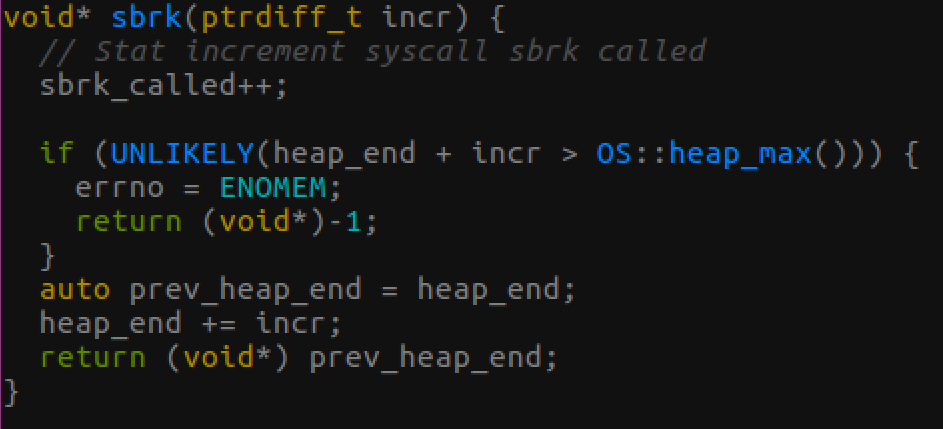 void* sbrk(ptrdiff_t incr) {
  // Stat increment syscall sbrk called
  sbrk_called++;

  if (UNLIKELY(heap_end + incr > OS::heap_max())) {
    errno = ENOMEM;
    return (void*)-1;
  }
  auto prev_heap_end = heap_end;
  heap_end += incr;
  return (void*) prev_heap_end;
}